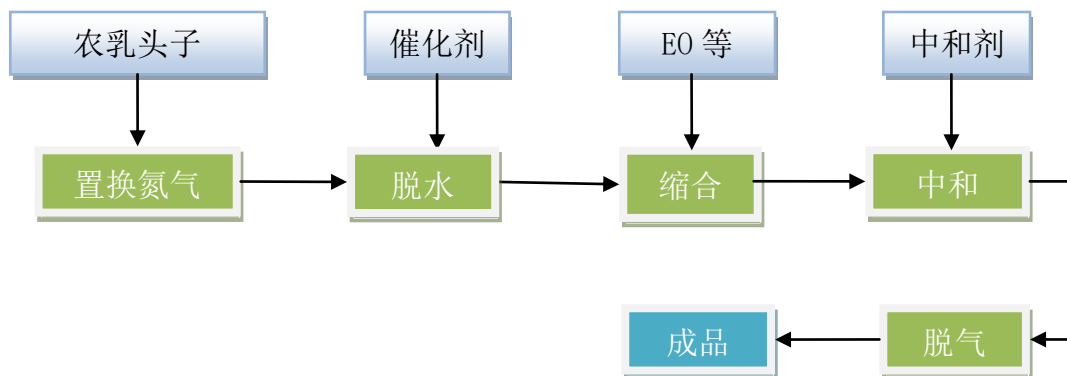 农乳头子
催化剂
EO 等
中和剂
置换氮气
脱水
缩合
中和
成品
脱气